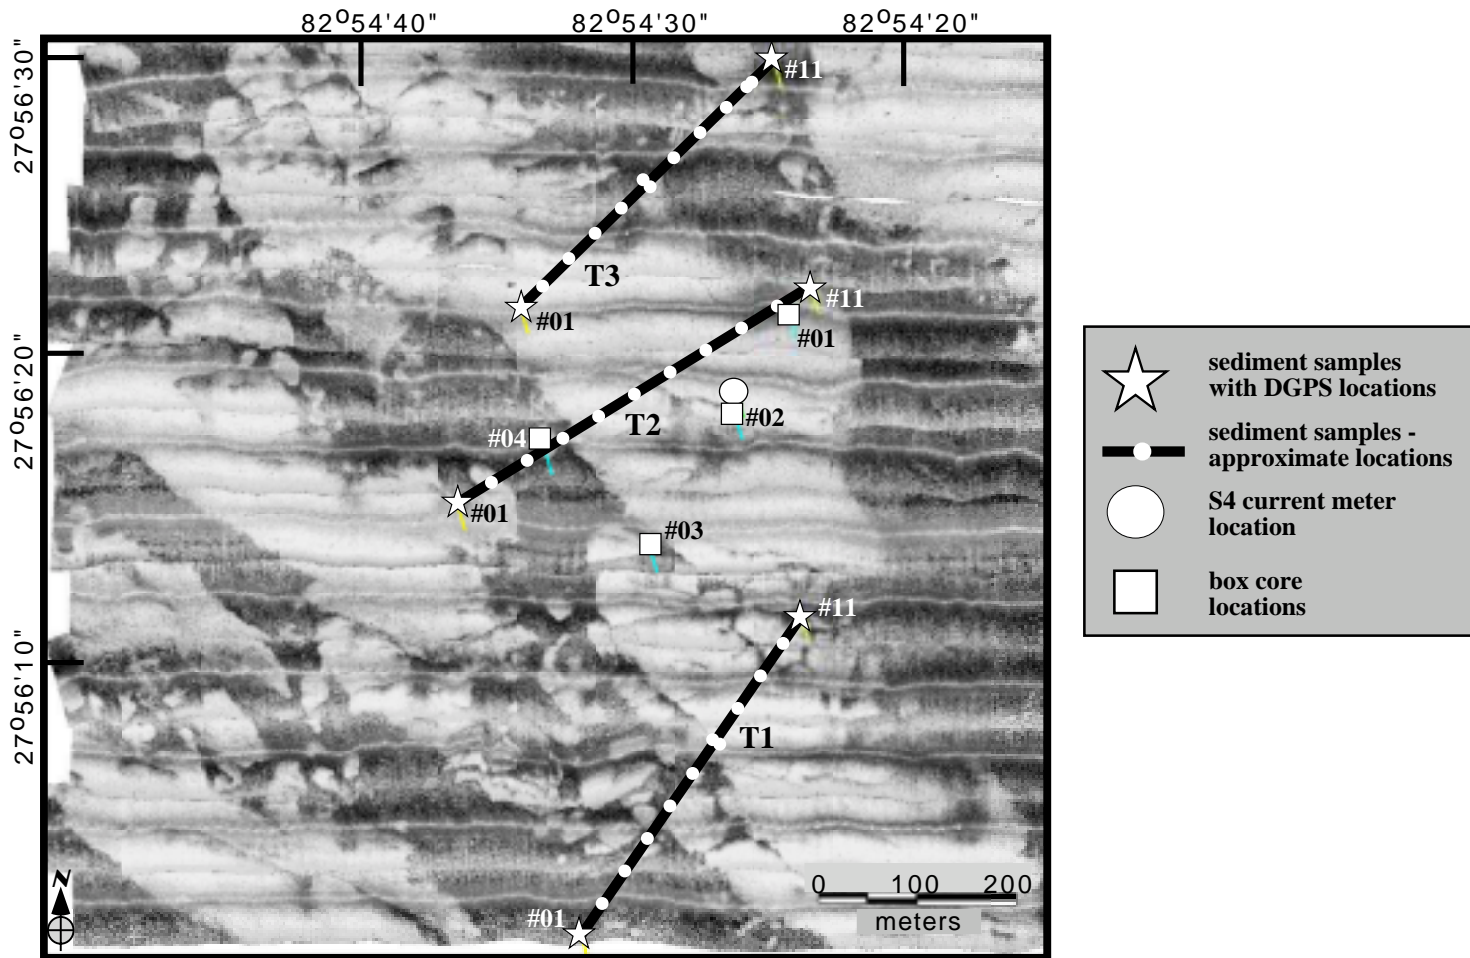 82°54'40" 82°54'30" 82°54'20"
27°56'30"
#11
T3
#01
#11
#01
27°56'20"
#02
T2
#04
#01
#03
#11
27°56'10"
T1
#01
N
0 100 200
meters
sediment samples
with DGPS locations
sediment samples -
approximate locations
S4 current meter
location
box core
locations